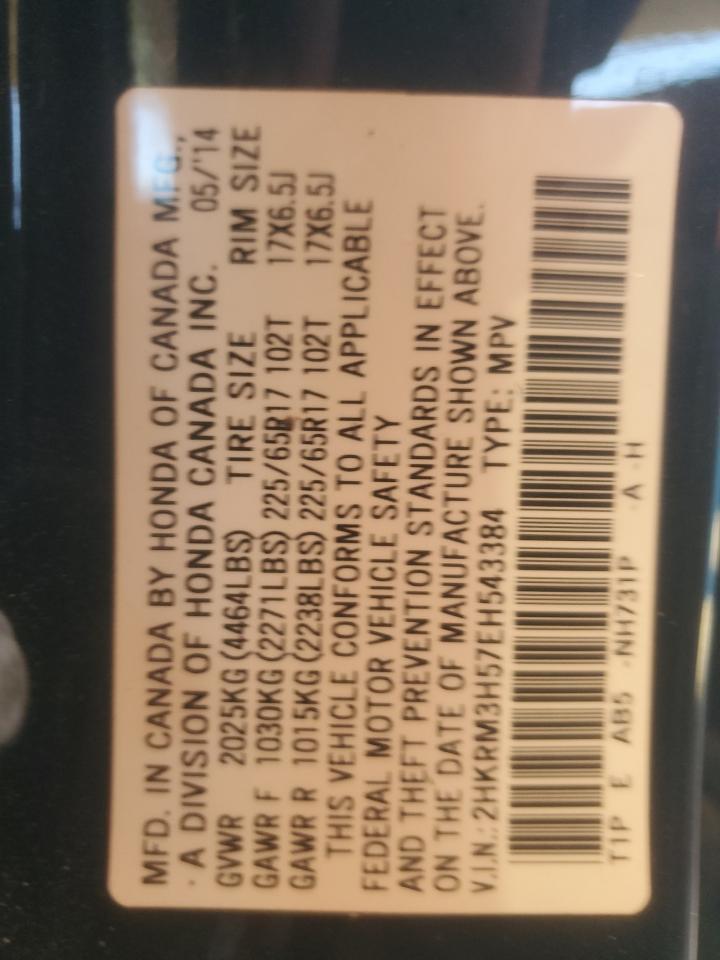 MFD. IN CANADA BY HONDA OF CANADA MFG.,
A DIVISION OF HONDA CANADA INC. 05/'14
GVWR 2025KG (4464LBS) TIRE SIZE RIM SIZE
GAWR F 1030KG (2271LBS) 225/65R17 102T 17X6.5J
GAWR R 1015KG (2238LBS) 225/65R17 102T 17X6.5J
THIS VEHICLE CONFORMS TO ALL APPLICABLE
FEDERAL MOTOR VEHICLE SAFETY
AND THEFT PREVENTION STANDARDS IN EFFECT
ON THE DATE OF MANUFACTURE SHOWN ABOVE.
V.I.N.: 2HKRM3H57EH543384 TYPE: MPV
T1P E AB5 -NH731P A -H